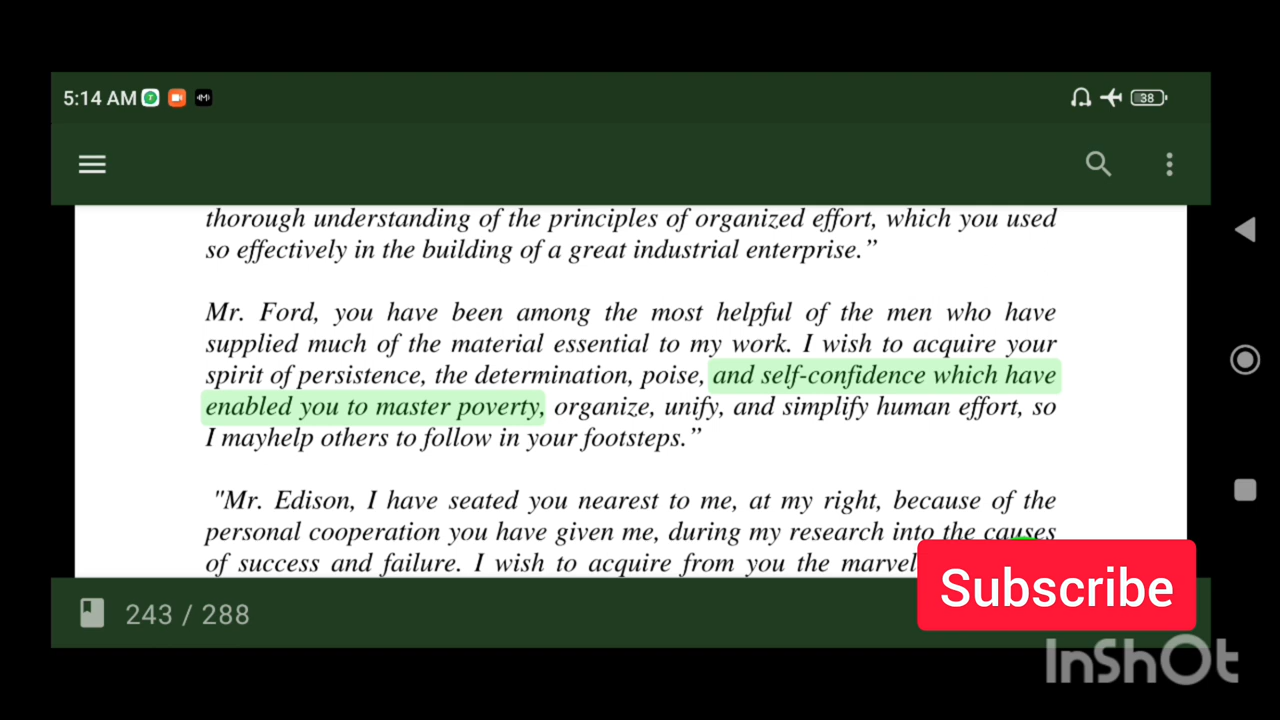 5:14 AM
38
thorough understanding of the principles of organized effort, which you used
so effectively in the building of a great industrial enterprise.”
Mr. Ford, you have been among the most helpful of the men who have
supplied much of the material essential to my work. I wish to acquire your
spirit of persistence, the determination, poise, and self-confidence which have
enabled you to master poverty, organize, unify, and simplify human effort, so
I mayhelp others to follow in your footsteps.”
"Mr. Edison, I have seated you nearest to me, at my right, because of the
personal cooperation you have given me, during my research into the causes
of success and failure. I wish to acquire from you the marvel
Subscribe
243 / 288
InShOt